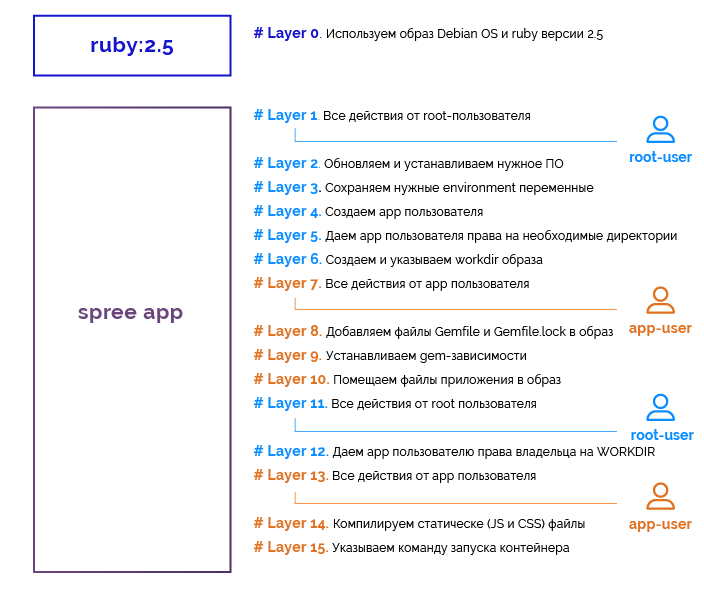 ruby:2.5
# Layer 0. Используем образ Debian OS и ruby версии 2.5
spree app
# Layer 1. Все действия от root-пользователя
root-user
# Layer 2. Обновляем и устанавливаем нужное ПО
# Layer 3. Сохраняем нужные environment переменные
# Layer 4. Создаем app пользователя
# Layer 5. Даем app пользователя права на необходимые директории
# Layer 6. Создаем и указываем workdir образа
# Layer 7. Все действия от app пользователя
app-user
# Layer 8. Добавляем файлы Gemfile и Gemfile.lock в образ
# Layer 9. Устанавливаем gem-зависимости
# Layer 10. Помещаем файлы приложения в образ
# Layer 11. Все действия от root пользователя
root-user
# Layer 12. Даем app пользователю права владельца на WORKDIR
# Layer 13. Все действия от app пользователя
app-user
# Layer 14. Компилируем статическе (JS и CSS) файлы
# Layer 15. Указываем команду запуска контейнера